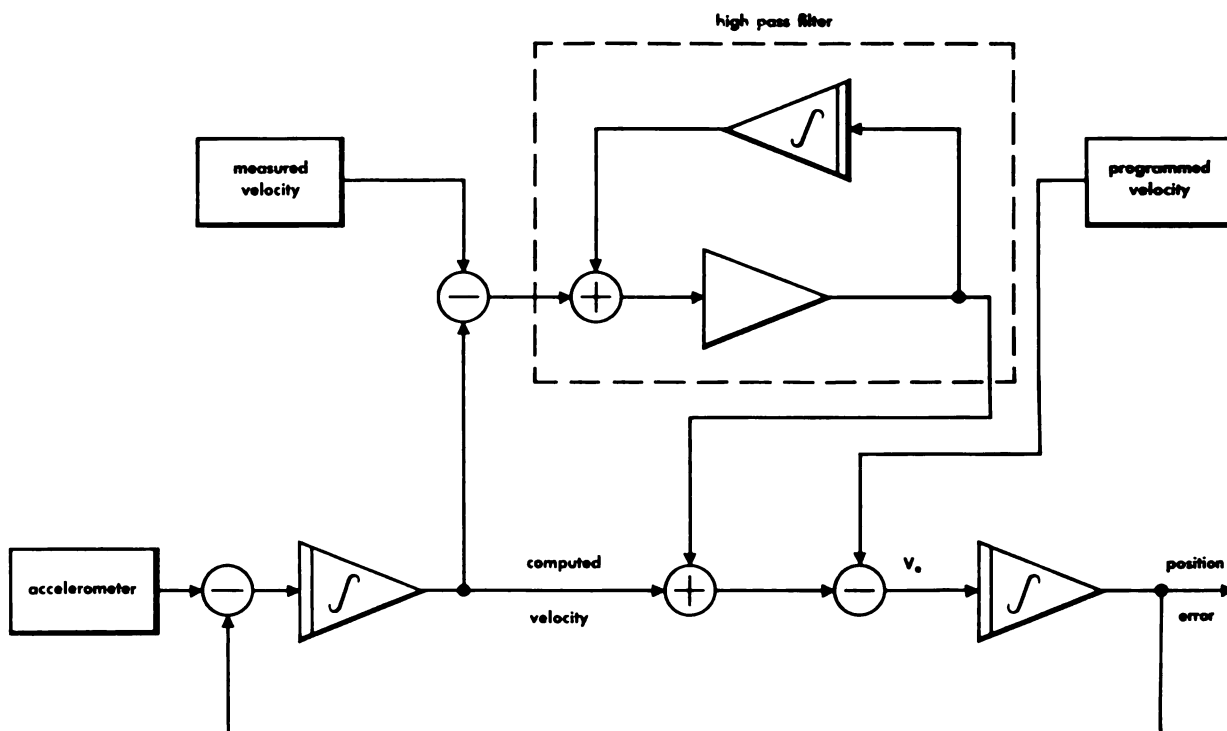 high pass filter
measured
velocity
programmed
velocity
accelerometer
computed
velocity
Ve
position
error